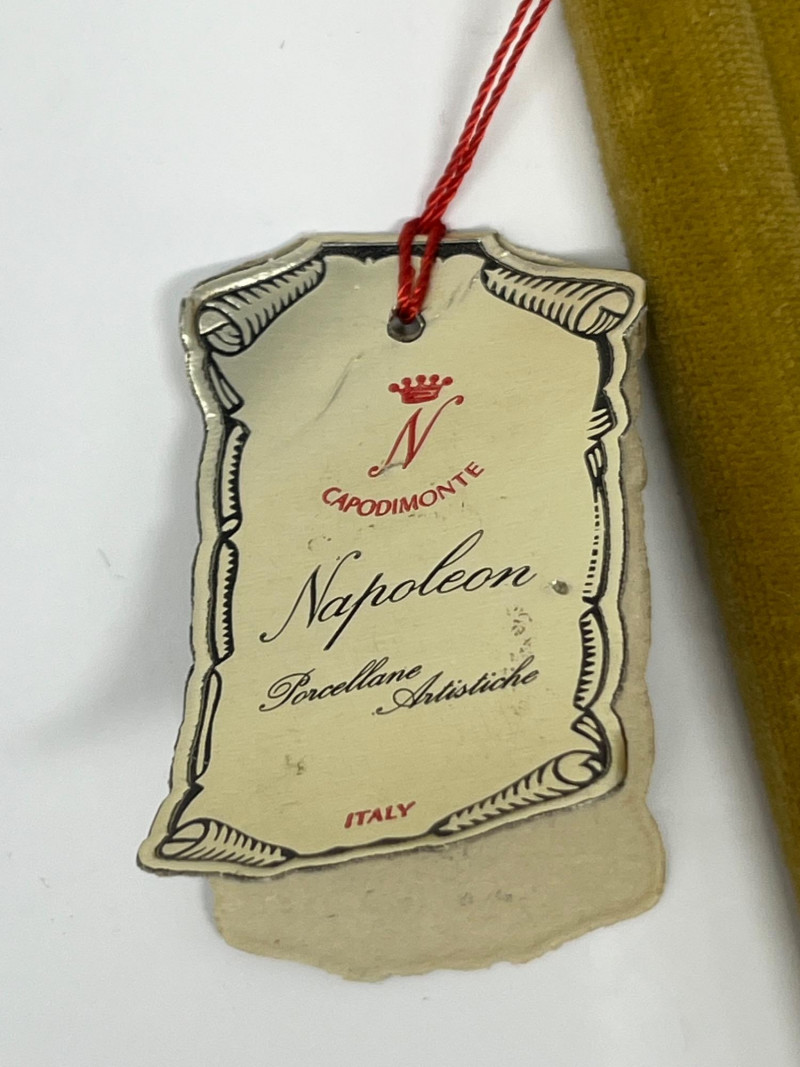 N
CAPODIMONTE
Napoleon
Porcellane
Artistiche
ITALY